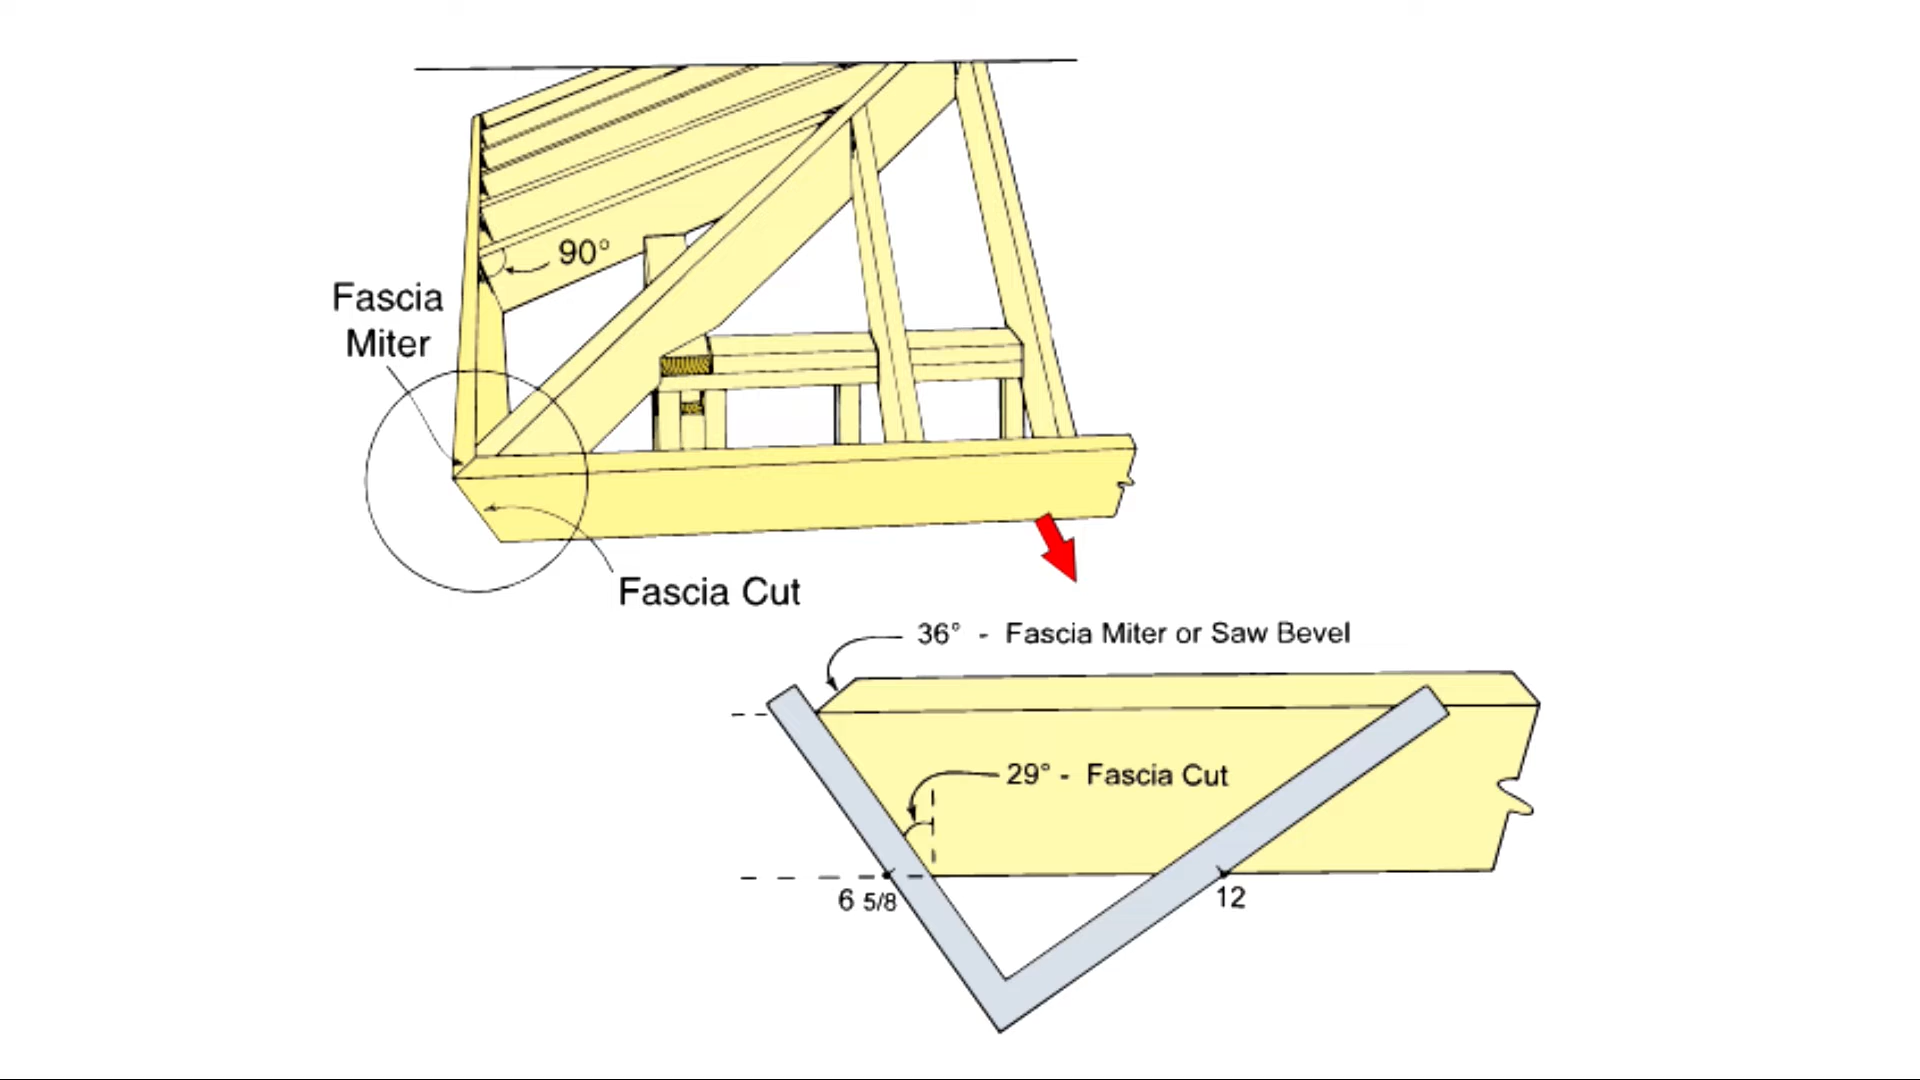 90°
Fascia
Miter
Fascia Cut
36° - Fascia Miter or Saw Bevel
29° - Fascia Cut
6 5/8
12